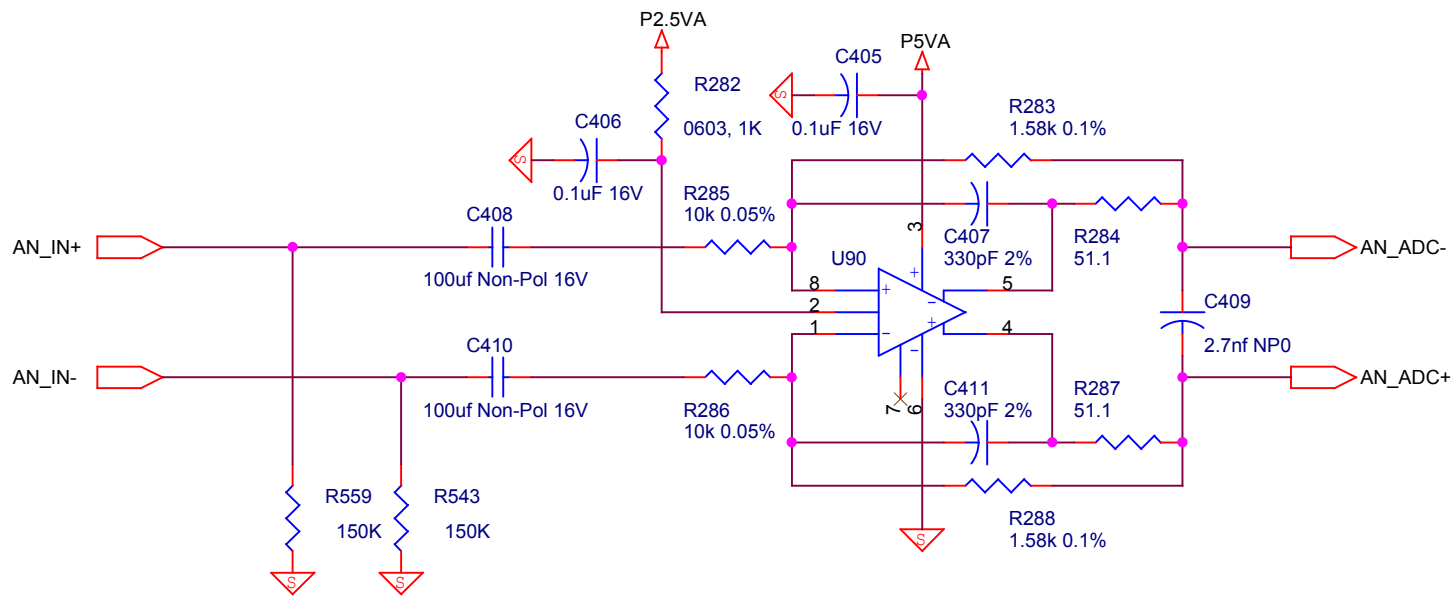 P2.5VA
P5VA
C405
0.1uF 16V
R282
0603, 1K
C406
0.1uF 16V
R283
1.58k 0.1%
R285
10k 0.05%
C408
100uf Non-Pol 16V
AN_IN+
C407
330pF 2%
R284
51.1
AN_ADC-
U90
3
8
2
1
5
4
7
6
+
-
+
-
-
+
C409
2.7nf NP0
C410
100uf Non-Pol 16V
AN_IN-
R286
10k 0.05%
C411
330pF 2%
R287
51.1
AN_ADC+
R559
150K
R543
150K
R288
1.58k 0.1%
S
S
S
S
S